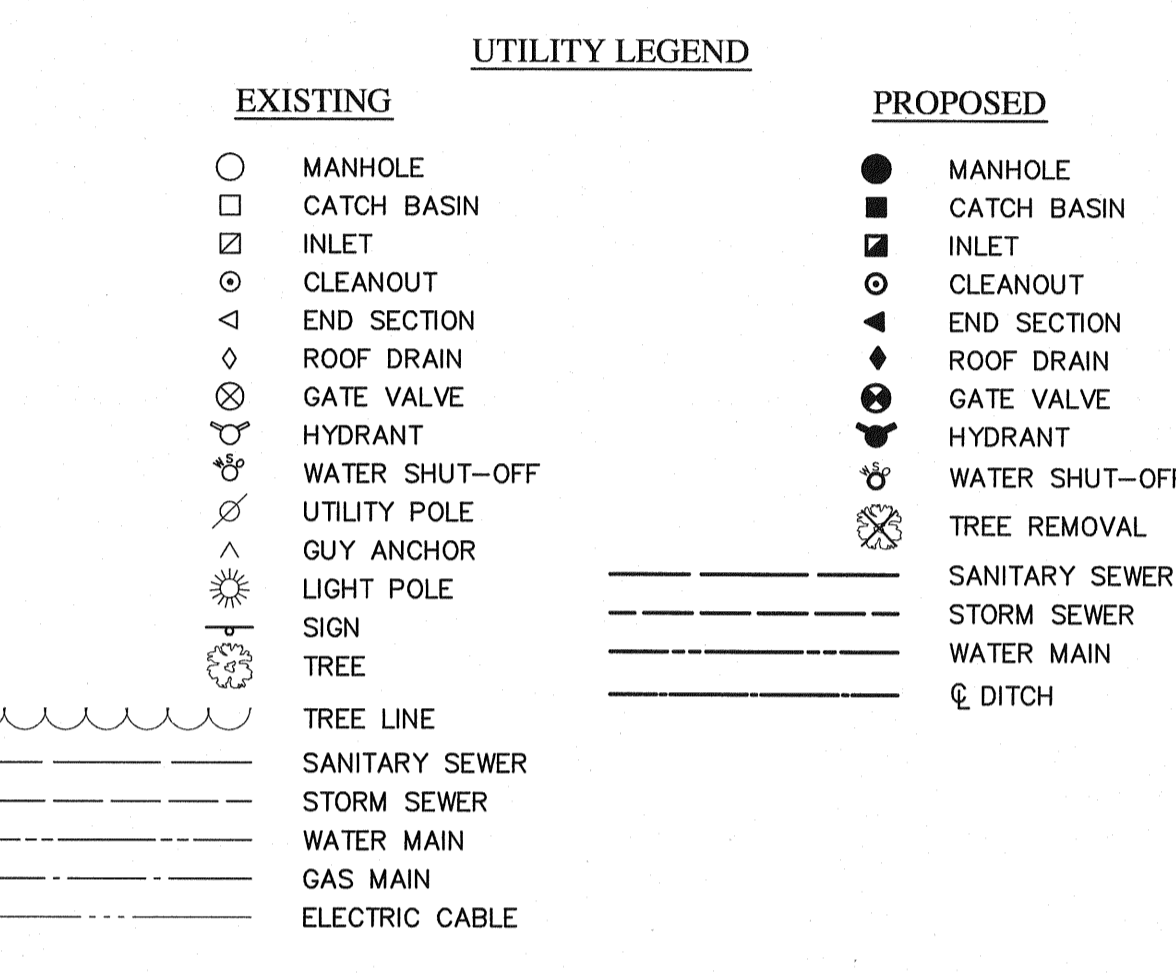 UTILITY LEGEND
EXISTING
MANHOLE
CATCH BASIN
INLET
CLEANOUT
END SECTION
ROOF DRAIN
GATE VALVE
HYDRANT
WSO
WATER SHUT-OFF
UTILITY POLE
GUY ANCHOR
LIGHT POLE
SIGN
TREE
TREE LINE
SANITARY SEWER
STORM SEWER
WATER MAIN
GAS MAIN
ELECTRIC CABLE
PROPOSED
MANHOLE
CATCH BASIN
INLET
CLEANOUT
END SECTION
ROOF DRAIN
GATE VALVE
HYDRANT
WSO
WATER SHUT-OFF
TREE REMOVAL
SANITARY SEWER
STORM SEWER
WATER MAIN
℄ DITCH